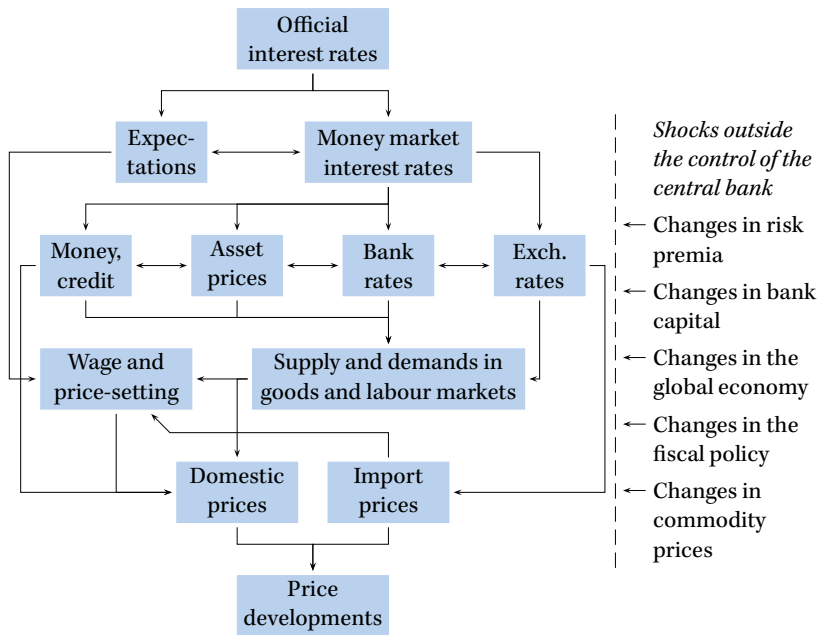 Official
interest rates
Expec-
tations
Money market
interest rates
Shocks outside
the control of the
central bank
Money,
credit
Asset
prices
Bank
rates
Exch.
rates
Changes in risk
premia
Changes in bank
capital
Wage and
price-setting
Supply and demands in
goods and labour markets
Changes in the
global economy
Changes in the
fiscal policy
Domestic
prices
Import
prices
Changes in
commodity
prices
Price
developments